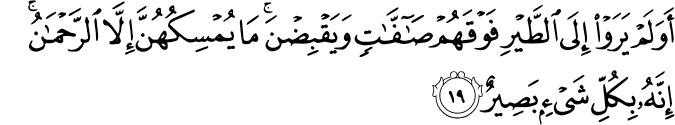 أَوَلَمْ يَرَوْا۟ إِلَى ٱلطَّيْرِ فَوْقَهُمْ صَـٰٓفَّـٰتٍ وَيَقْبِضْنَ ۚ مَا يُمْسِكُهُنَّ إِلَّا ٱلرَّحْمَـٰنُ ۚ
إِنَّهُۥ بِكُلِّ شَىْءٍۭ بَصِيرٌ ١٩